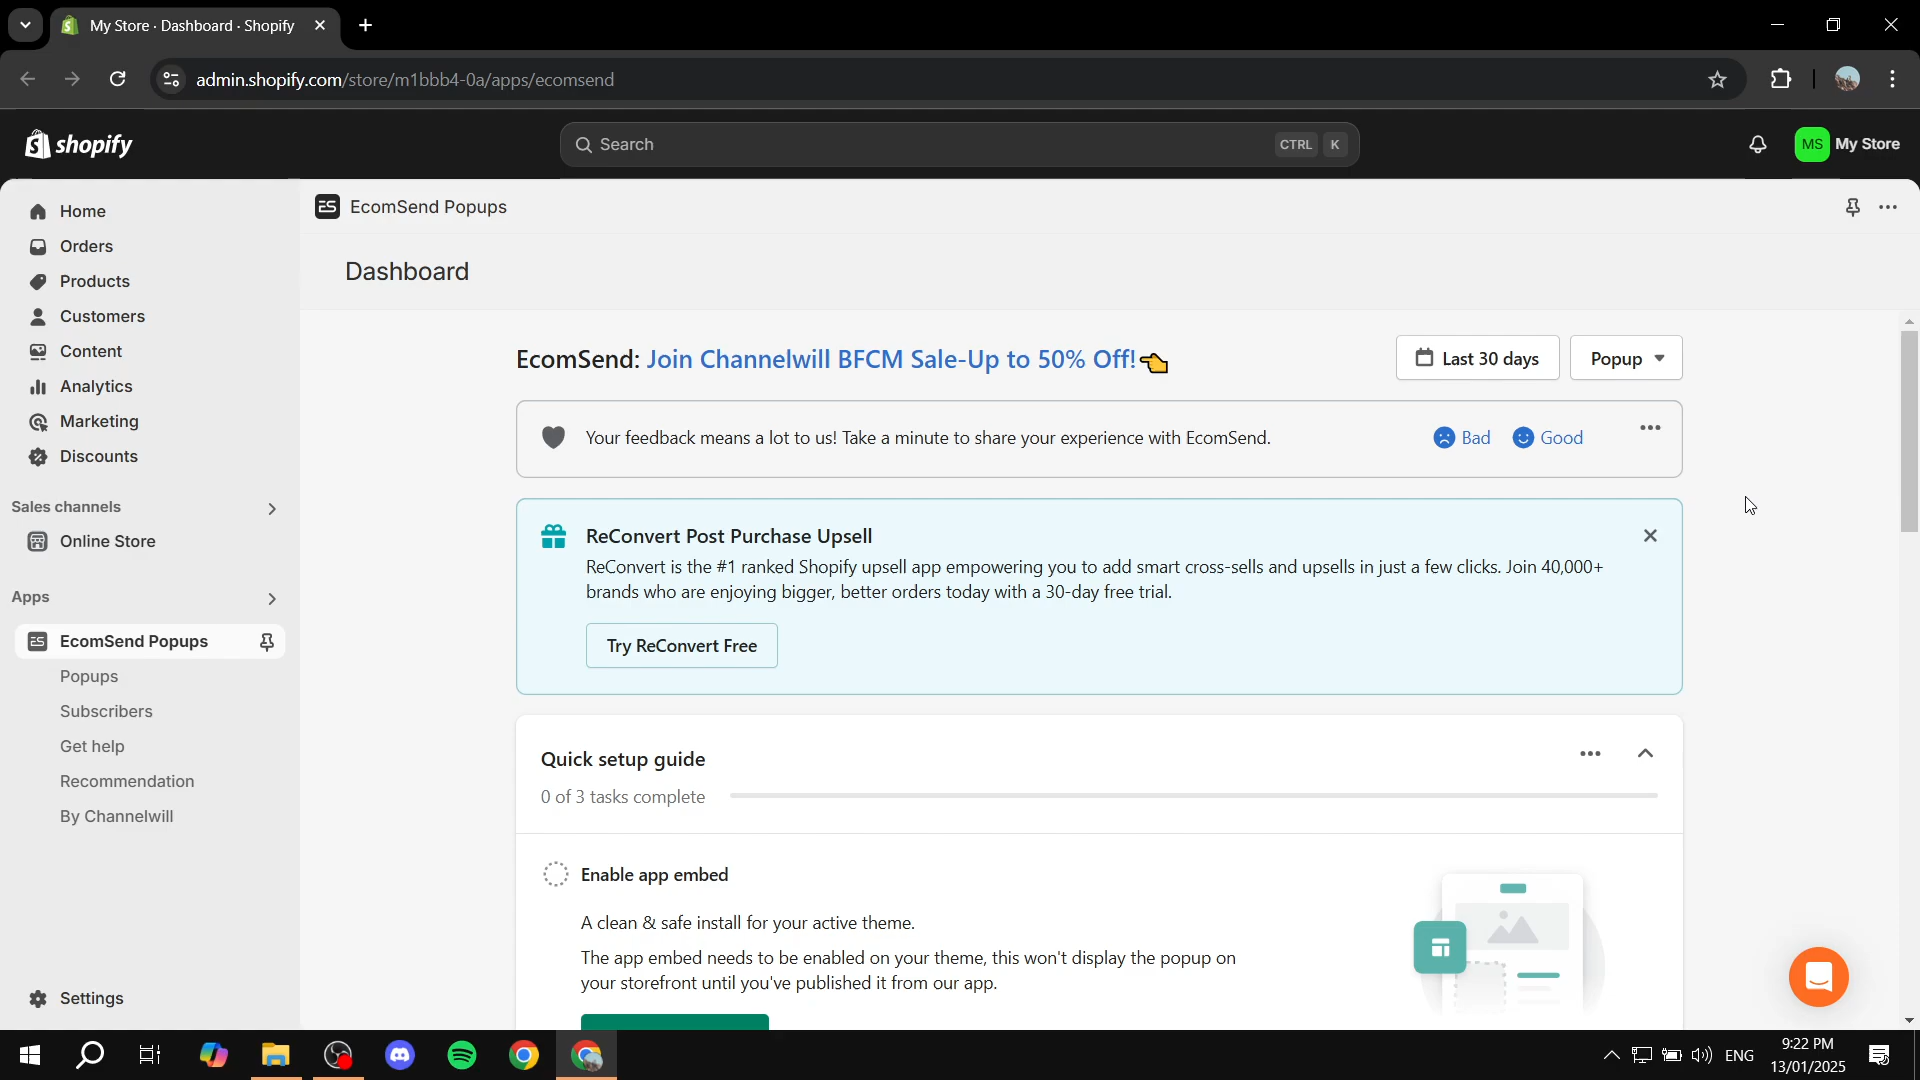 My Store · Dashboard · Shopify
admin.shopify.com/store/m1bbb4-0a/apps/ecomsend
shopify
Search
CTRL K
MS My Store
Home
Orders
Products
Customers
Content
Analytics
Marketing
Discounts
Sales channels
Online Store
Apps
EcomSend Popups
Popups
Subscribers
Get help
Recommendation
By Channelwill
Settings
ES EcomSend Popups
Dashboard
EcomSend: Join Channelwill BFCM Sale-Up to 50% Off!👈
Last 30 days
Popup
Your feedback means a lot to us! Take a minute to share your experience with EcomSend.
Bad
Good
ReConvert Post Purchase Upsell
ReConvert is the #1 ranked Shopify upsell app empowering you to add smart cross-sells and upsells in just a few clicks. Join 40,000+
brands who are enjoying bigger, better orders today with a 30-day free trial.
Try ReConvert Free
Quick setup guide
0 of 3 tasks complete
Enable app embed
A clean & safe install for your active theme.
The app embed needs to be enabled on your theme, this won't display the popup on
your storefront until you've published it from our app.
ENG
9:22 PM
13/01/2025